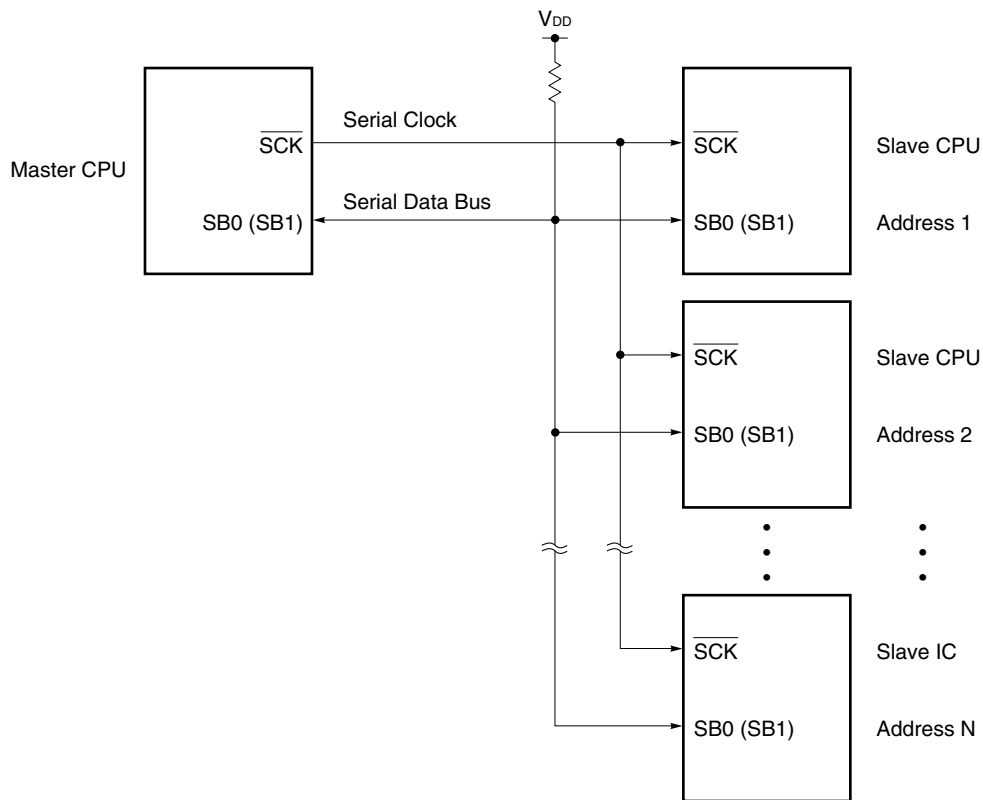 VDD
Master CPU
SCK
SB0 (SB1)
Serial Clock
Serial Data Bus
SCK
SB0 (SB1)
Slave CPU
Address 1
SCK
SB0 (SB1)
Slave CPU
Address 2
SCK
SB0 (SB1)
Slave IC
Address N